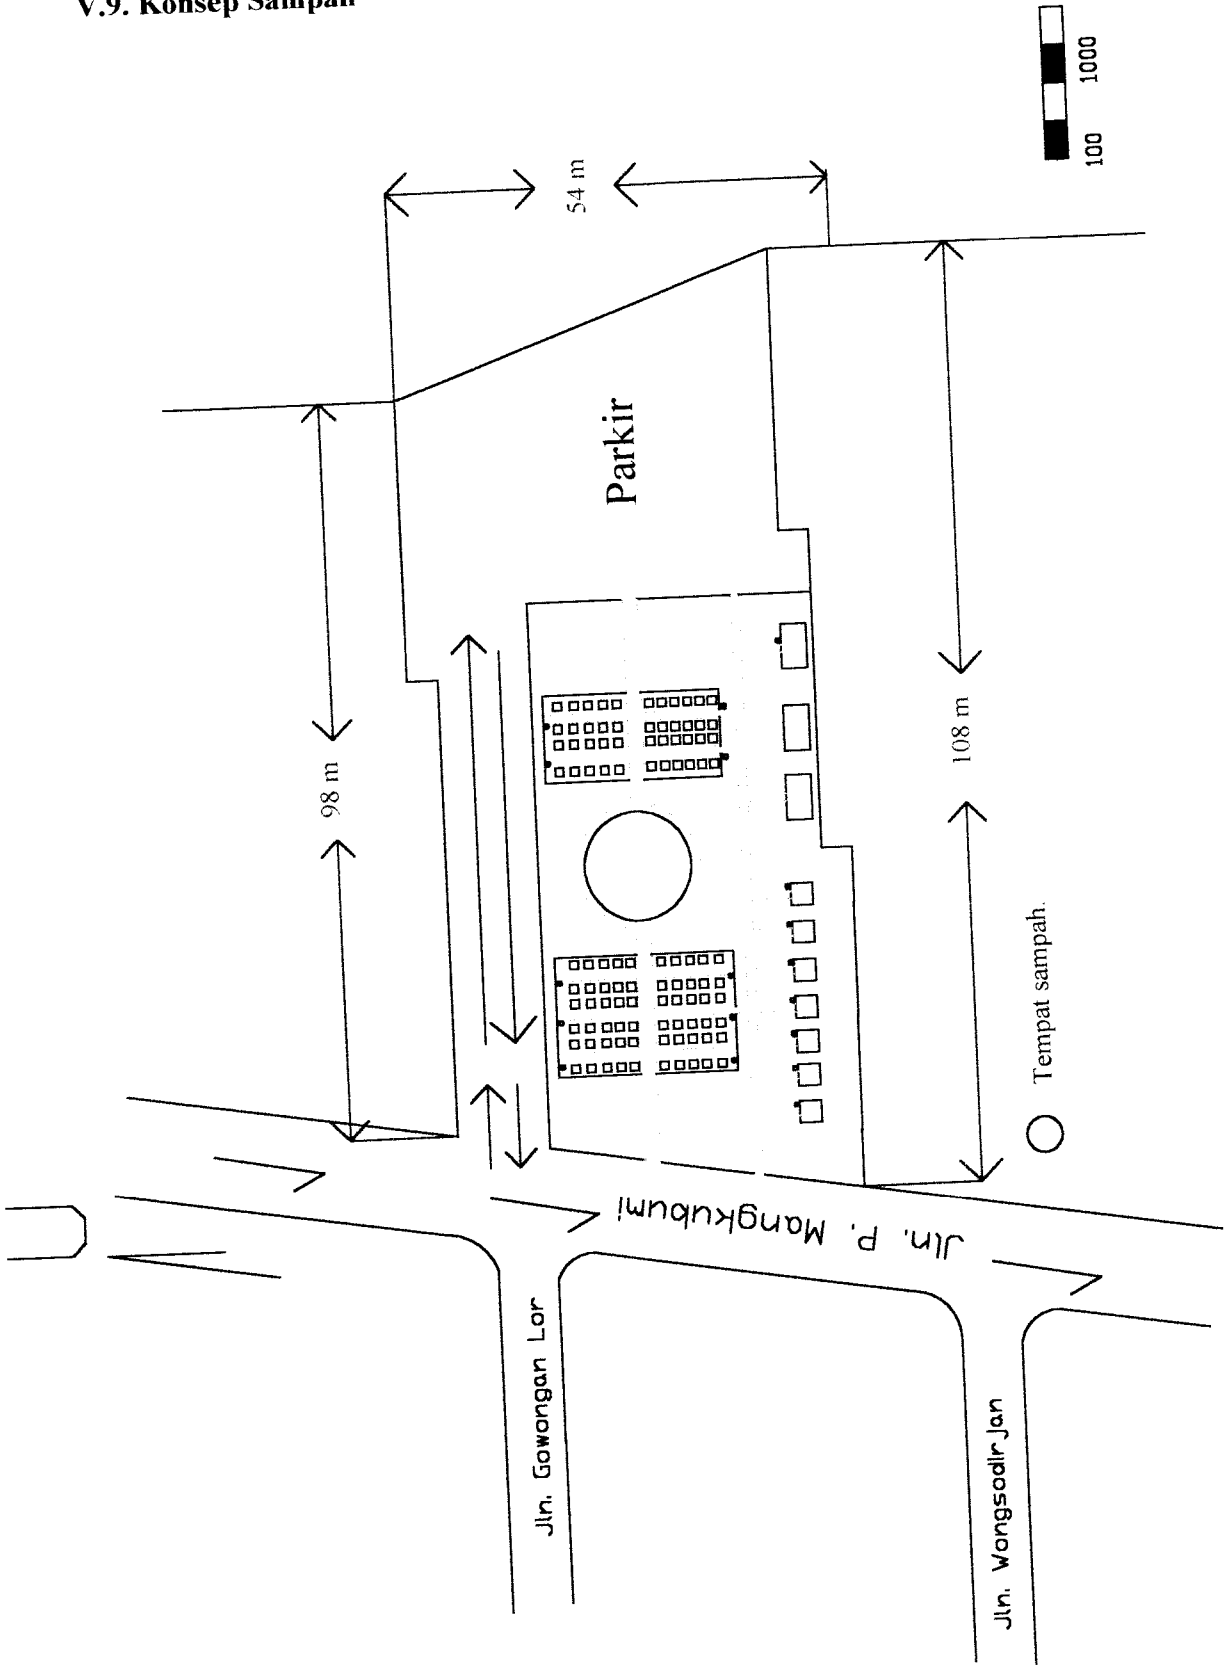 V.9. Konsep Sampah
1000
100
54 m
Parkir
98 m
108 m
Tempat sampah.
Jln. P. Mangkubumi
Jln. Gowongan Lor
Jln. Wongsodirjan